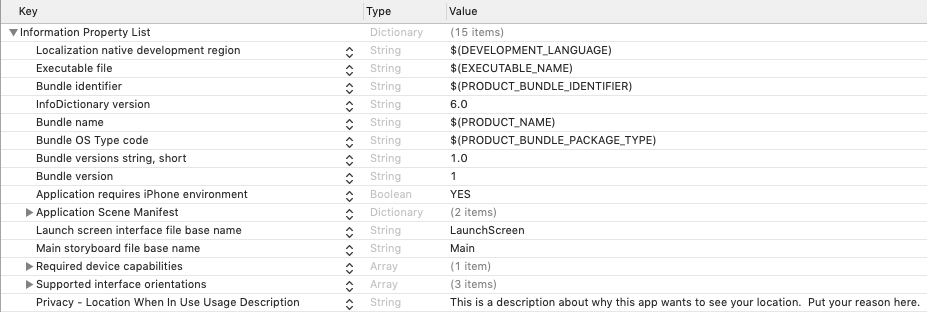 Key Type Value
Information Property List Dictionary (15 items)
Localization native development region String $(DEVELOPMENT_LANGUAGE)
Executable file String $(EXECUTABLE_NAME)
Bundle identifier String $(PRODUCT_BUNDLE_IDENTIFIER)
InfoDictionary version String 6.0
Bundle name String $(PRODUCT_NAME)
Bundle OS Type code String $(PRODUCT_BUNDLE_PACKAGE_TYPE)
Bundle versions string, short String 1.0
Bundle version String 1
Application requires iPhone environment Boolean YES
Application Scene Manifest Dictionary (2 items)
Launch screen interface file base name String LaunchScreen
Main storyboard file base name String Main
Required device capabilities Array (1 item)
Supported interface orientations Array (3 items)
Privacy - Location When In Use Usage Description String This is a description about why this app wants to see your location.  Put your reason here.